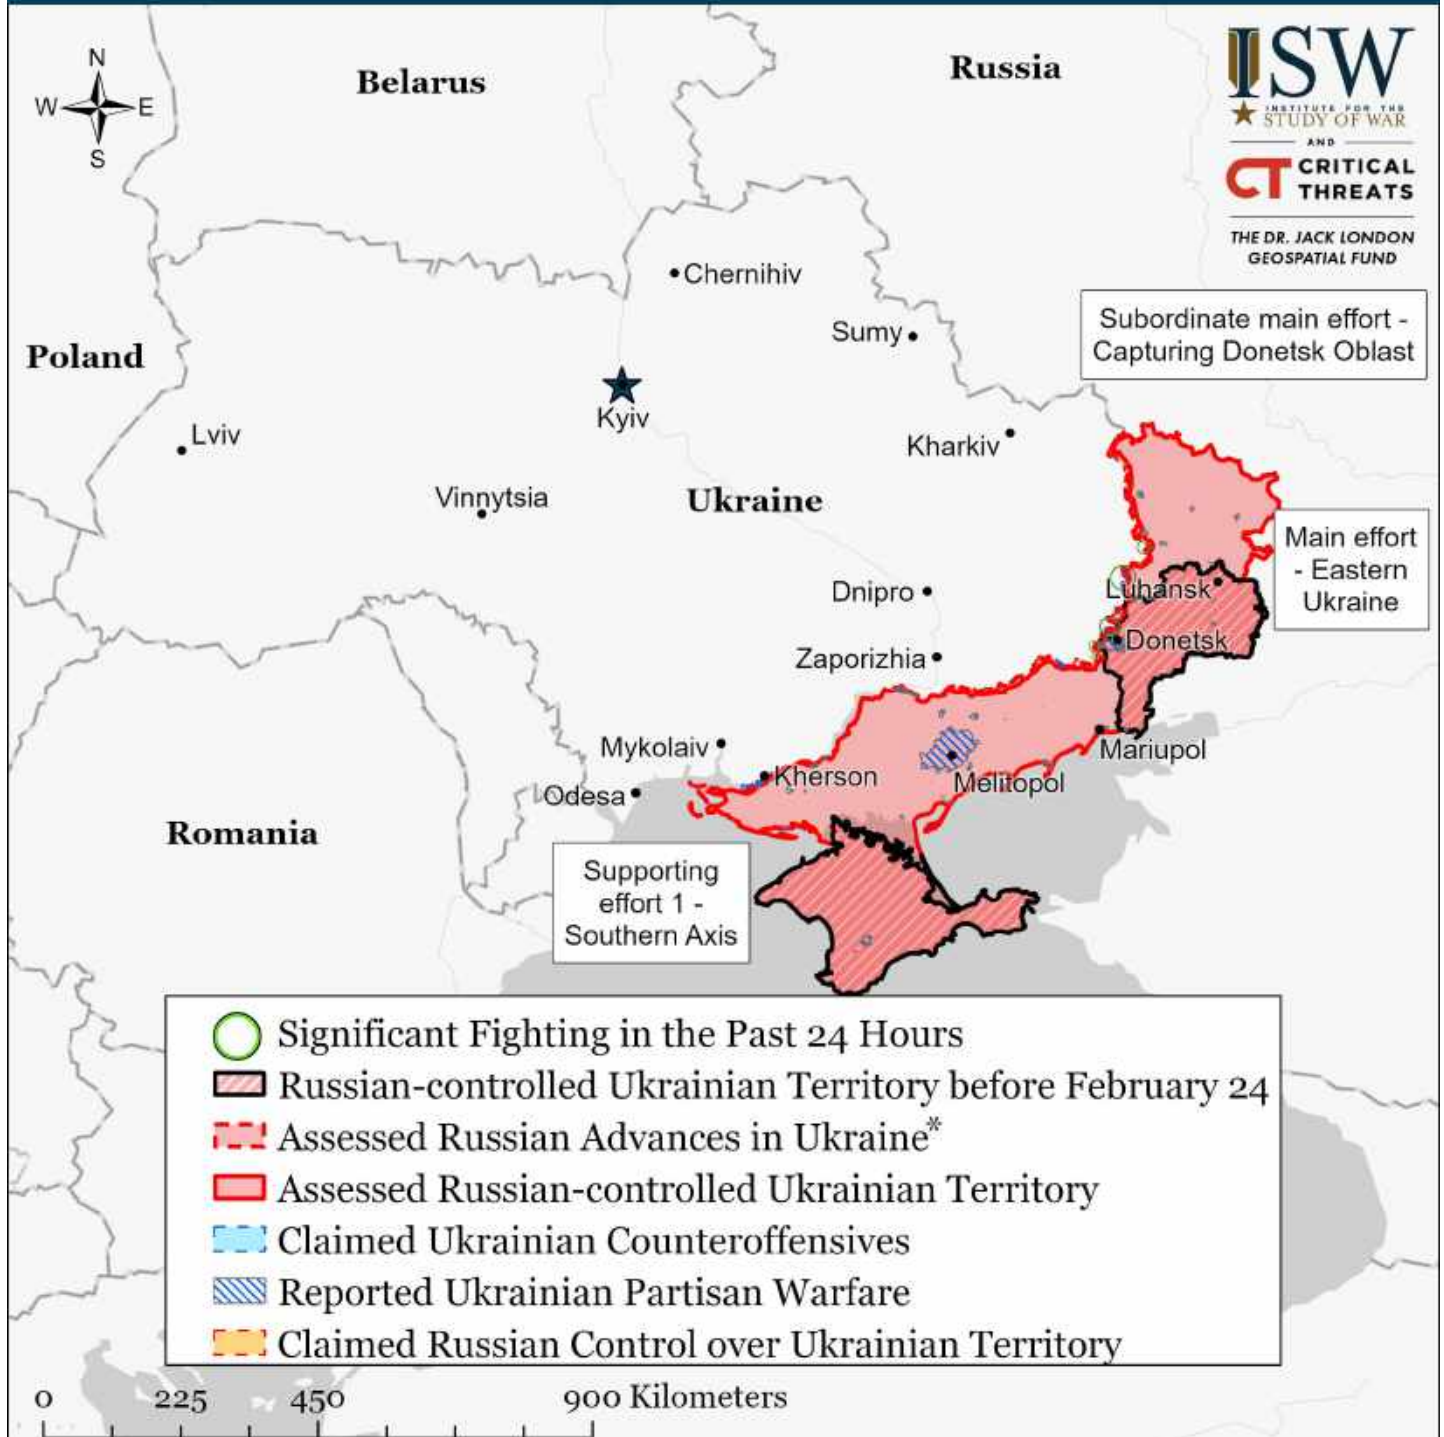 N
W
E
S
Belarus
Russia
ISW
INSTITUTE FOR THE
STUDY OF WAR
AND
CT CRITICAL
THREATS
THE DR. JACK LONDON
GEOSPATIAL FUND
Chernihiv
Subordinate main effort -
Capturing Donetsk Oblast
Sumy
Poland
Kyiv
Lviv
Kharkiv
Vinnytsia
Ukraine
Main effort
- Eastern
Ukraine
Dnipro
Luhansk
Donetsk
Zaporizhia
Mykolaiv
Mariupol
Kherson
Melitopol
Odesa
Romania
Supporting
effort 1 -
Southern Axis
Significant Fighting in the Past 24 Hours
Russian-controlled Ukrainian Territory before February 24
Assessed Russian Advances in Ukraine*
Assessed Russian-controlled Ukrainian Territory
Claimed Ukrainian Counteroffensives
Reported Ukrainian Partisan Warfare
Claimed Russian Control over Ukrainian Territory
0 225 450 900 Kilometers